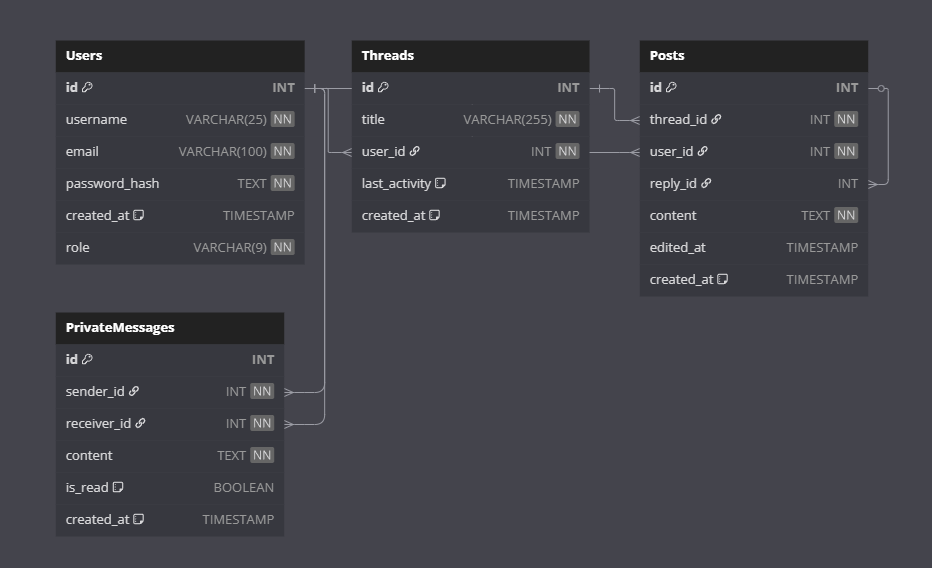 Users
id INT
username VARCHAR(25) NN
email VARCHAR(100) NN
password_hash TEXT NN
created_at TIMESTAMP
role VARCHAR(9) NN
Threads
id INT
title VARCHAR(255) NN
user_id INT NN
last_activity TIMESTAMP
created_at TIMESTAMP
Posts
id INT
thread_id INT NN
user_id INT NN
reply_id INT
content TEXT NN
edited_at TIMESTAMP
created_at TIMESTAMP
PrivateMessages
id INT
sender_id INT NN
receiver_id INT NN
content TEXT NN
is_read BOOLEAN
created_at TIMESTAMP